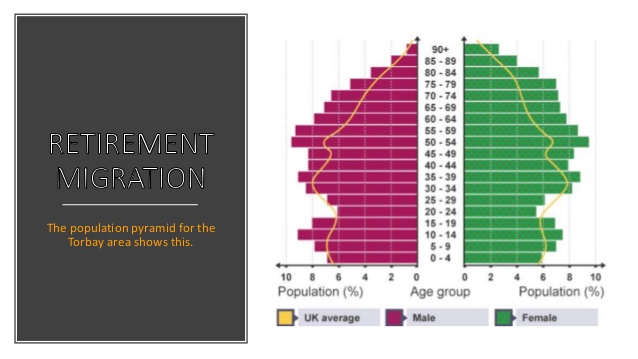 RETIREMENT
MIGRATION
The population pyramid for the
Torbay area shows this.
90+
85 - 89
80 - 84
75 - 79
70 - 74
65 - 69
60 - 64
55 - 59
50 - 54
45 - 49
40 - 44
35 - 39
30 - 34
25 - 29
20 - 24
15 - 19
10 - 14
5 - 9
0 - 4
10 8 6 4 2 0 0 2 4 6 8 10
Population (%) Age group Population (%)
UK average Male Female